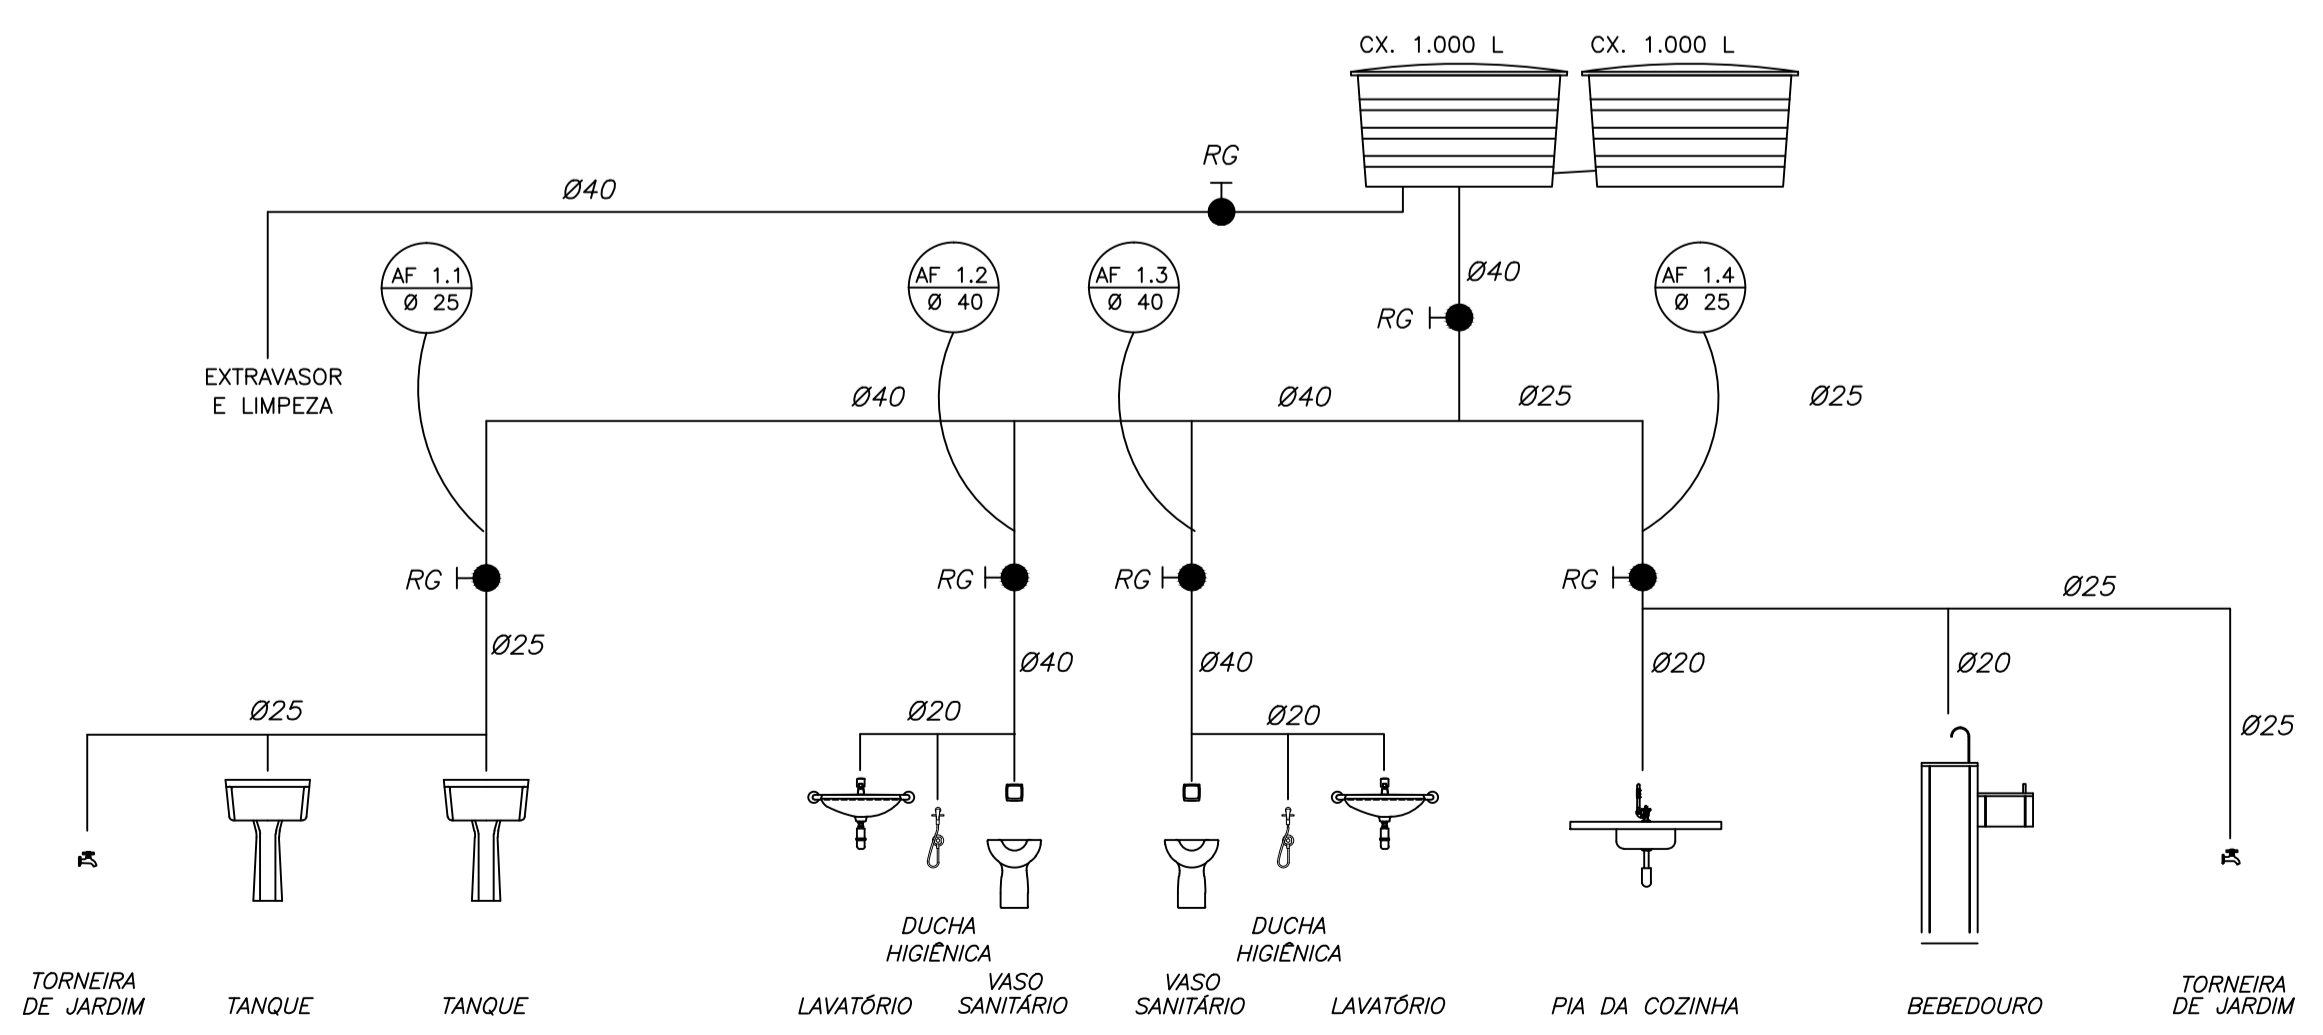 CX. 1.000 L
CX. 1.000 L
RG
Ø40
AF 1.1
Ø 25
AF 1.2
Ø 40
AF 1.3
Ø 40
AF 1.4
Ø 25
Ø40
RG
EXTRAVASOR
E LIMPEZA
Ø40
Ø40
Ø25
Ø25
RG
RG
RG
RG
Ø25
Ø25
Ø40
Ø40
Ø20
Ø20
Ø25
Ø20
Ø20
Ø25
DUCHA
HIGIÊNICA
DUCHA
HIGIÊNICA
TORNEIRA
DE JARDIM
TANQUE
TANQUE
LAVATÓRIO
VASO
SANITÁRIO
VASO
SANITÁRIO
LAVATÓRIO
PIA DA COZINHA
BEBEDOURO
TORNEIRA
DE JARDIM